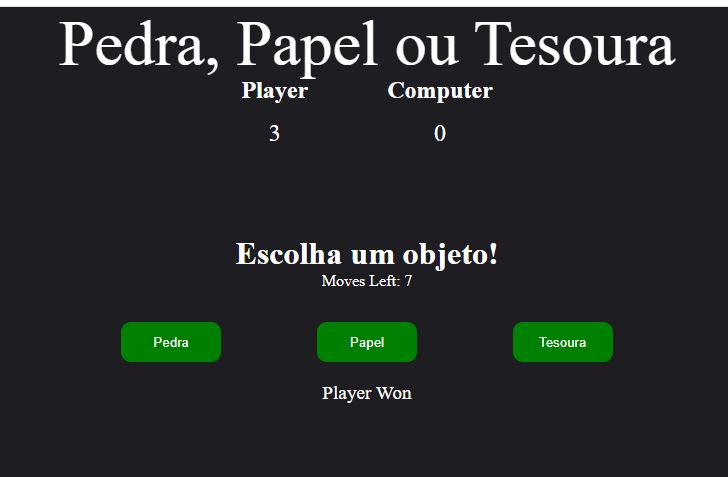 Pedra, Papel ou Tesoura
Player Computer
3 0
Escolha um objeto!
Moves Left: 7
Pedra Papel Tesoura
Player Won